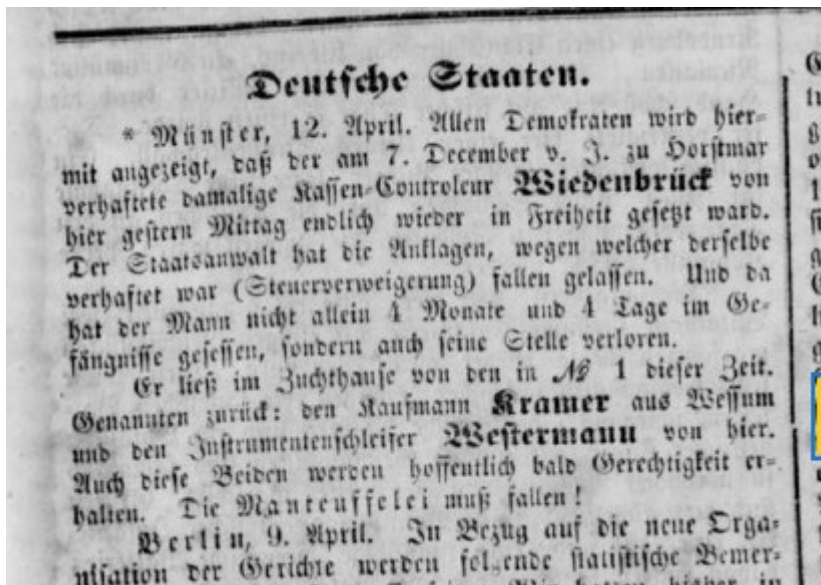 Deutsche Staaten.
* Münster, 12. April. Allen Demokraten wird hier-
mit angezeigt, daß der am 7. December v. J. zu Horstmar
verhaftete damalige Kassen-Controleur Wiedenbrück von
hier gestern Mittag endlich wieder in Freiheit gesetzt ward.
Der Staatsanwalt hat die Anklagen, wegen welcher derselbe
verhaftet war (Steuerverweigerung) fallen gelassen. Und da
hat der Mann nicht allein 4 Monate und 4 Tage im Ge-
fängnisse gesessen, sondern auch seine Stelle verloren.
Er ließ im Zuchthause von den in № 1 dieser Zeit.
Genannten zurück: den Kaufmann Kramer aus Wessum
und den Instrumentenschleifer Westermann von hier.
Auch diese Beiden werden hoffentlich bald Gerechtigkeit er-
halten. Die Manteuffelei muß fallen!
Berlin, 9. April. In Bezug auf die neue Orga-
nisation der Gerichte werden folgende statistische Bemer-